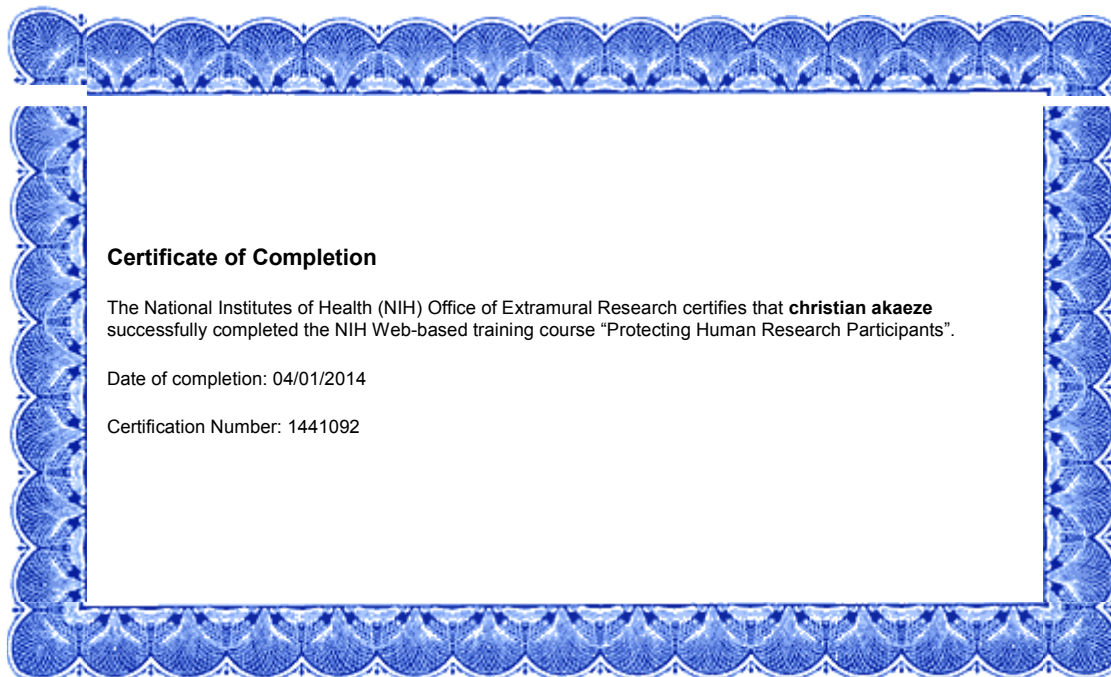 Certificate of Completion
The National Institutes of Health (NIH) Office of Extramural Research certifies that christian akaeze
successfully completed the NIH Web-based training course “Protecting Human Research Participants”.
Date of completion: 04/01/2014
Certification Number: 1441092